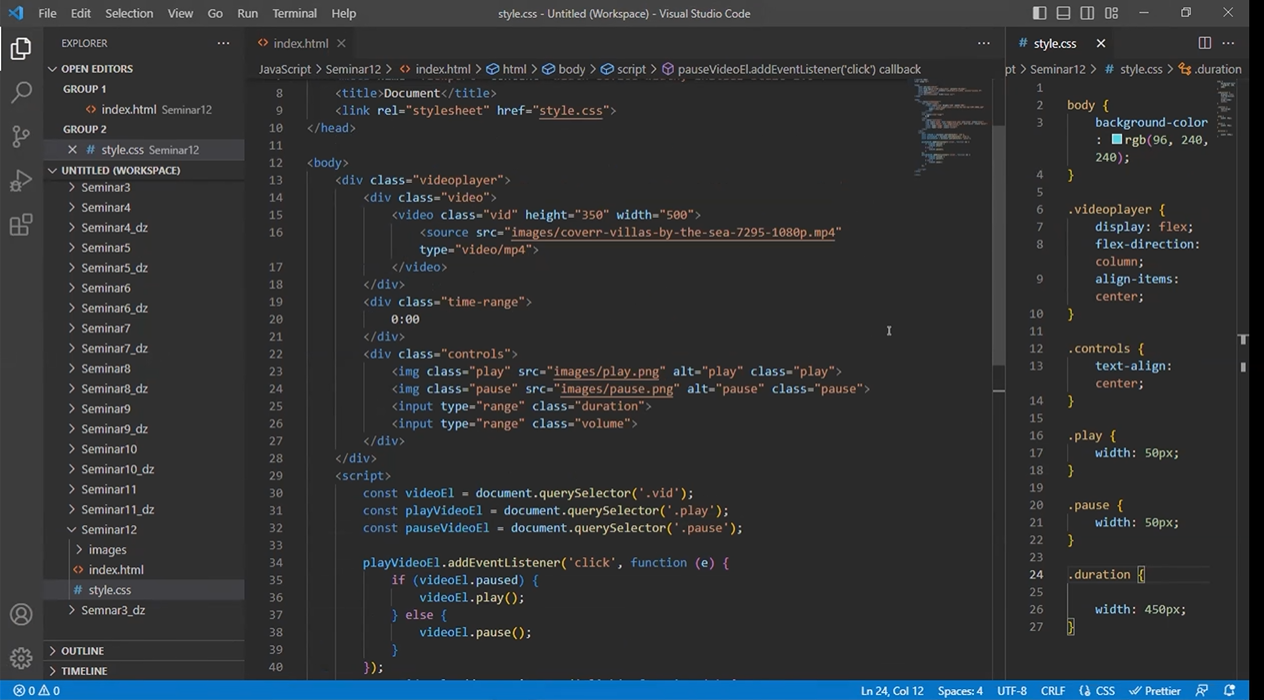 File Edit Selection View Go Run Terminal Help
style.css - Untitled (Workspace) - Visual Studio Code
EXPLORER
OPEN EDITORS
GROUP 1
<> index.html Seminar12
GROUP 2
# style.css Seminar12
UNTITLED (WORKSPACE)
Seminar3
Seminar4
Seminar4_dz
Seminar5
Seminar5_dz
Seminar6
Seminar6_dz
Seminar7
Seminar7_dz
Seminar8
Seminar8_dz
Seminar9
Seminar9_dz
Seminar10
Seminar10_dz
Seminar11
Seminar11_dz
Seminar12
images
<> index.html
# style.css
Semnar3_dz
OUTLINE
TIMELINE
<> index.html
JavaScript > Seminar12 > <> index.html > html > body > script > pauseVideoEl.addEventListener('click') callback
8 <title>Document</title>
9 <link rel="stylesheet" href="style.css">
10 </head>
11
12 <body>
13 <div class="videoplayer">
14 <div class="video">
15 <video class="vid" height="350" width="500">
16 <source src="images/coverr-villas-by-the-sea-7295-1080p.mp4"
type="video/mp4">
17 </video>
18 </div>
19 <div class="time-range">
20 0:00
21 </div>
22 <div class="controls">
23 <img class="play" src="images/play.png" alt="play" class="play">
24 <img class="pause" src="images/pause.png" alt="pause" class="pause">
25 <input type="range" class="duration">
26 <input type="range" class="volume">
27 </div>
28 </div>
29 <script>
30 const videoEl = document.querySelector('.vid');
31 const playVideoEl = document.querySelector('.play');
32 const pauseVideoEl = document.querySelector('.pause');
33
34 playVideoEl.addEventListener('click', function (e) {
35 if (videoEl.paused) {
36 videoEl.play();
37 } else {
38 videoEl.pause();
39 }
40 });
# style.css
pt > Seminar12 > # style.css > .duration
1
2 body {
3 background-color
: rgb(96, 240,
240);
4 }
5
6 .videoplayer {
7 display: flex;
8 flex-direction:
column;
9 align-items:
center;
10 }
11
12 .controls {
13 text-align:
center;
14 }
15
16 .play {
17 width: 50px;
18 }
19
20 .pause {
21 width: 50px;
22 }
23
24 .duration {
25
26 width: 450px;
27 }
0 0
Ln 24, Col 12 Spaces: 4 UTF-8 CRLF {} CSS Prettier